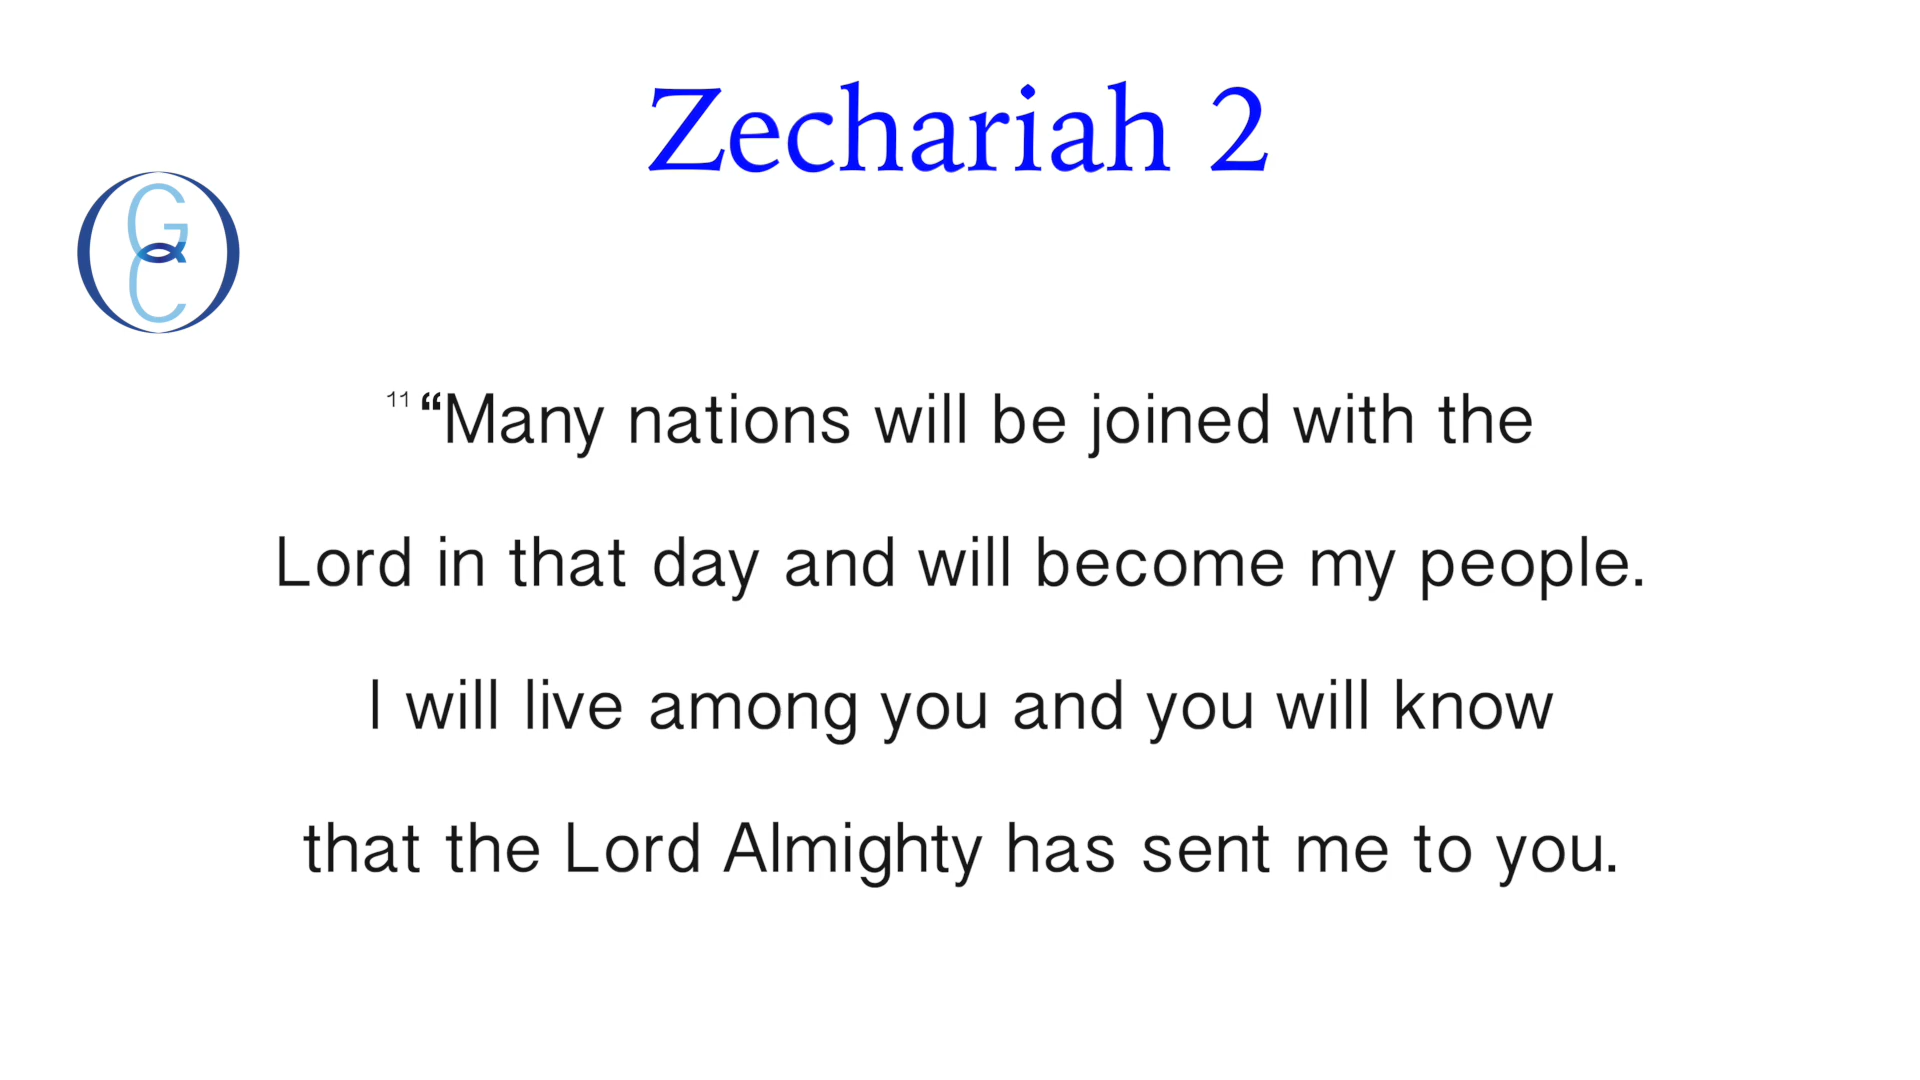 Zechariah 2
G
C
11 “Many nations will be joined with the
Lord in that day and will become my people.
I will live among you and you will know
that the Lord Almighty has sent me to you.